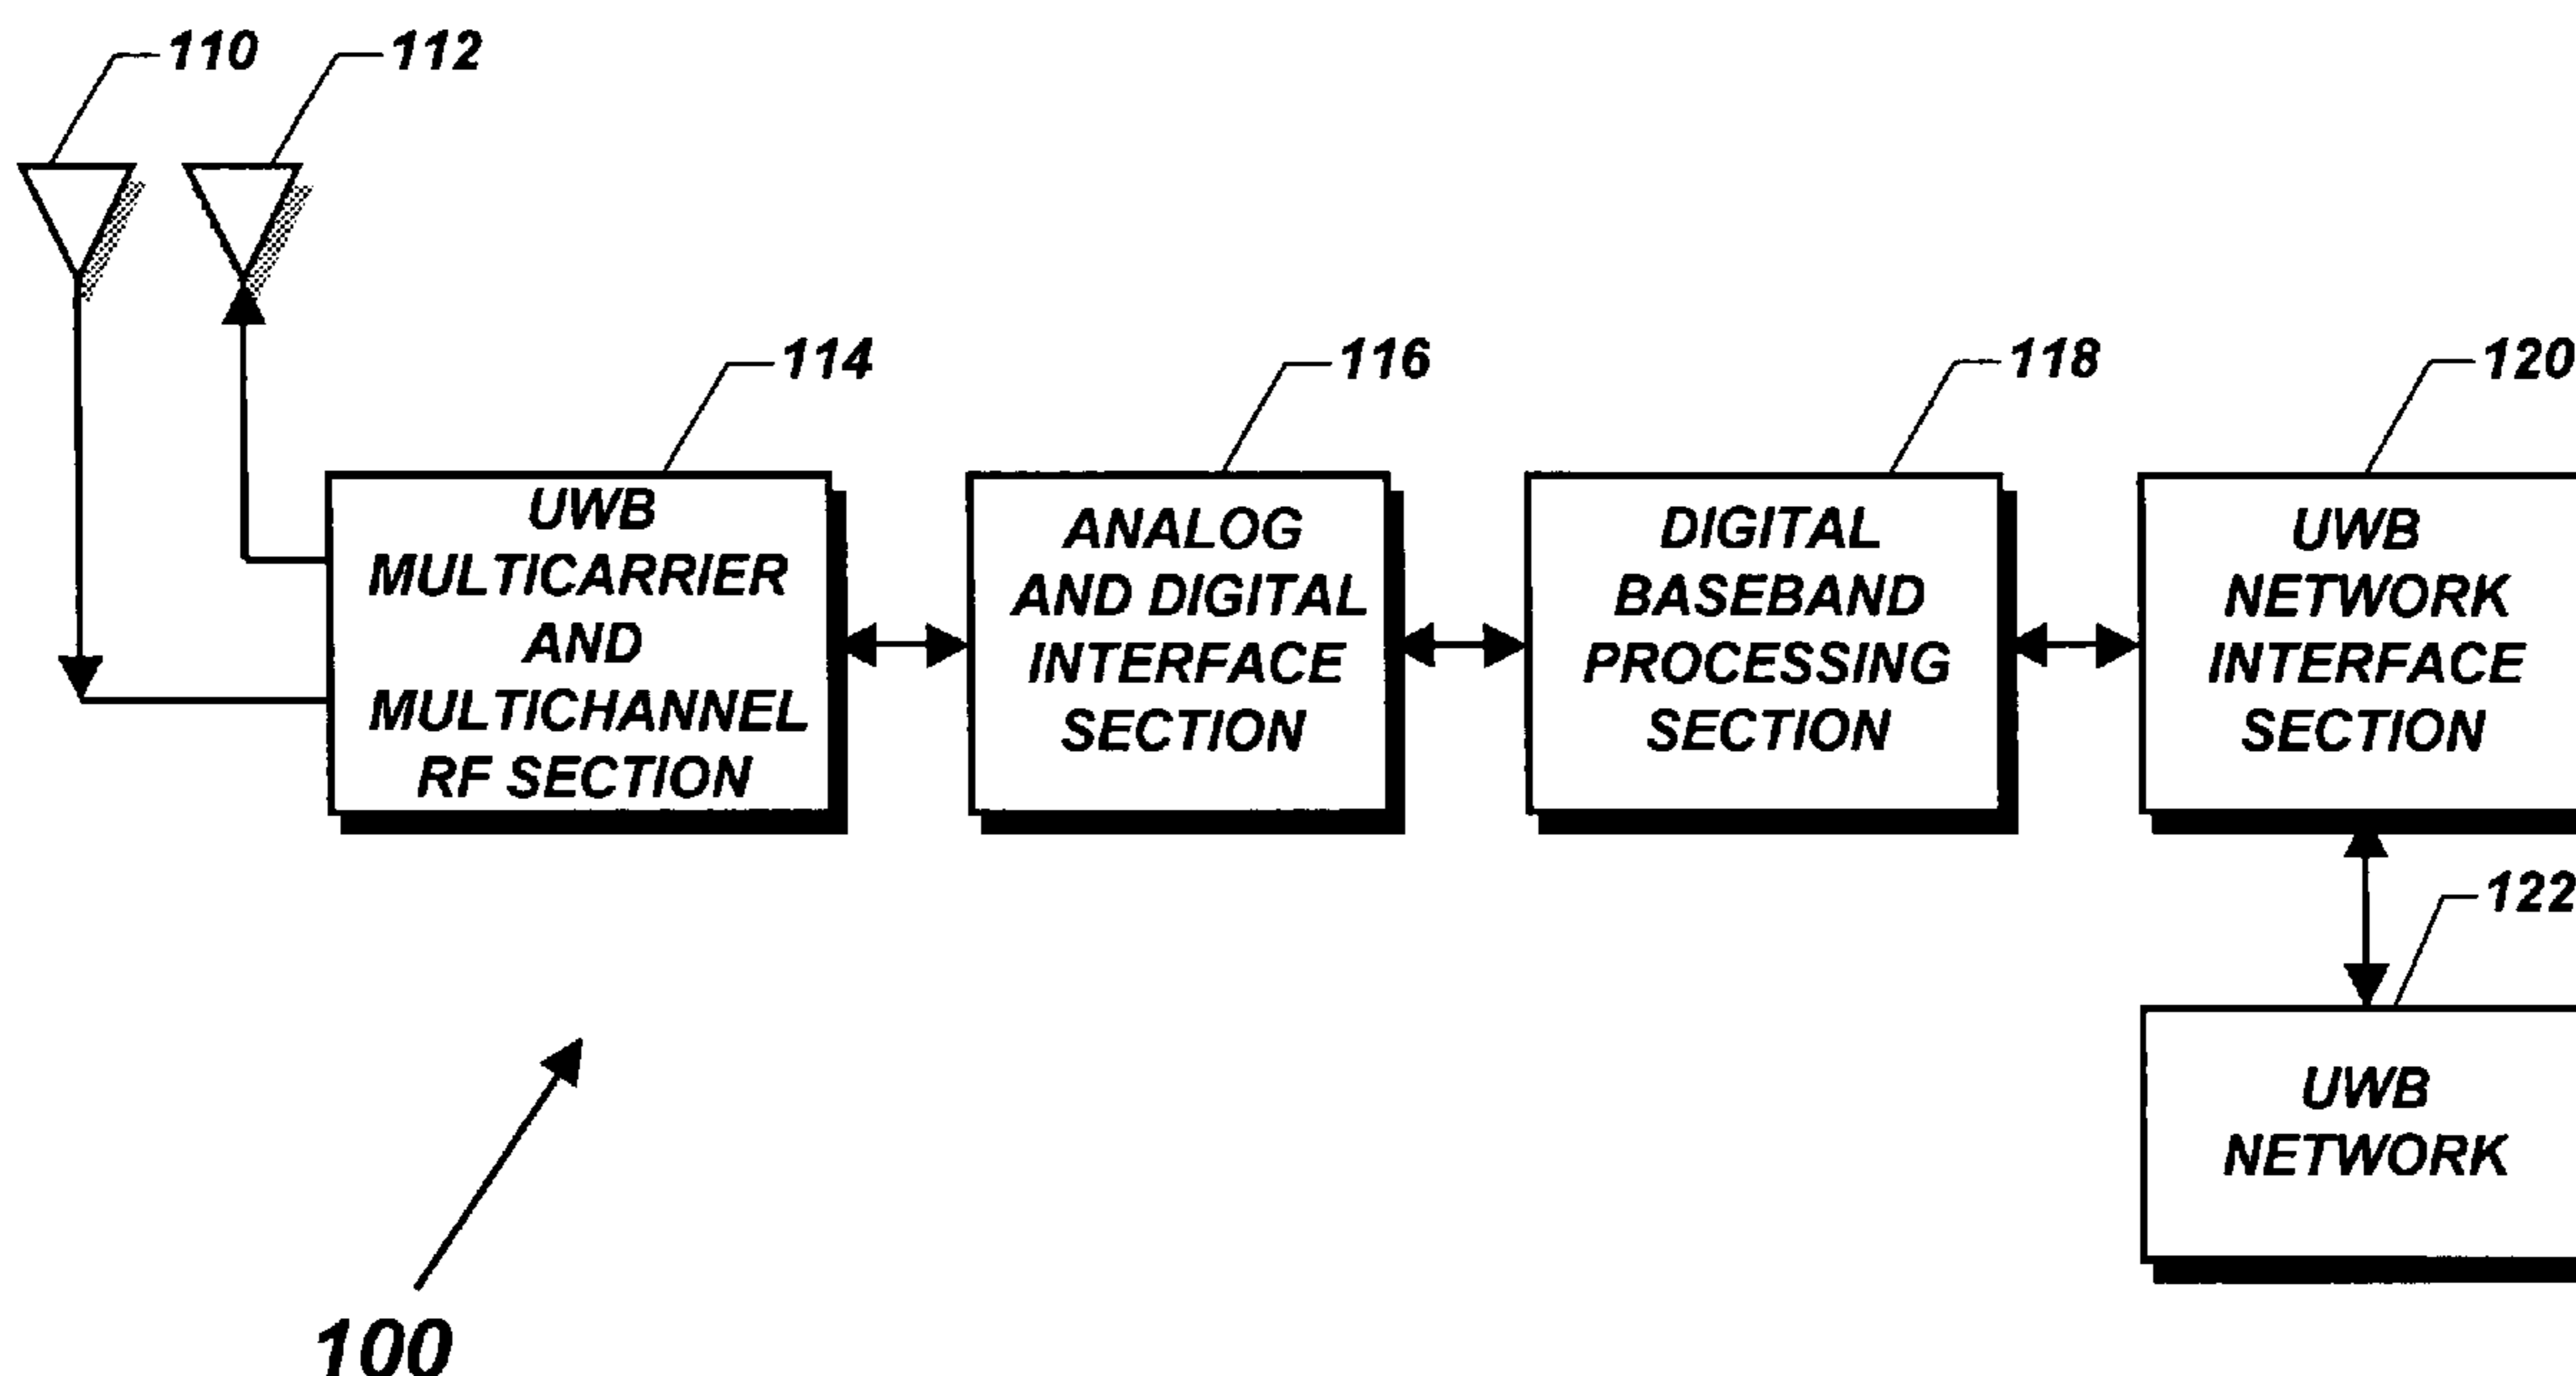 110
112
114
116
118
120
UWB
MULTICARRIER
AND
MULTICHANNEL
RF SECTION
ANALOG
AND DIGITAL
INTERFACE
SECTION
DIGITAL
BASEBAND
PROCESSING
SECTION
UWB
NETWORK
INTERFACE
SECTION
122
UWB
NETWORK
100